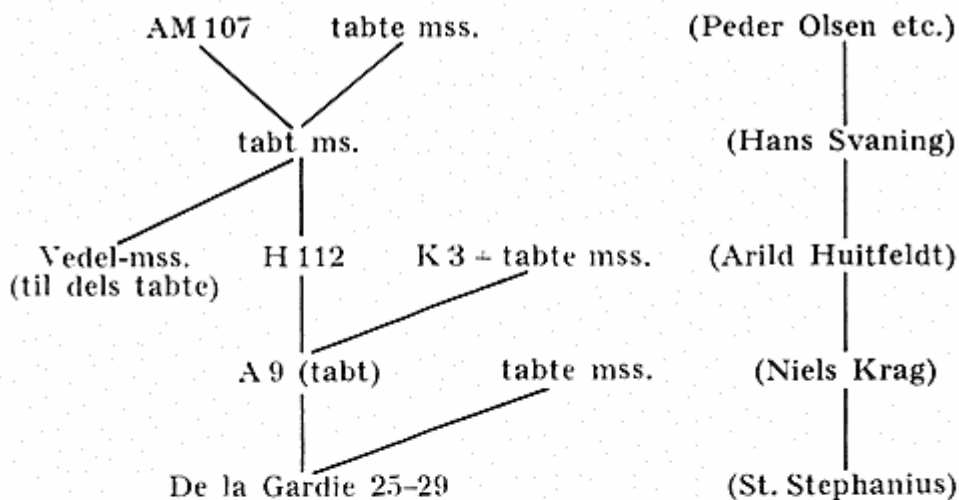 AM 107 tabte mss. (Peder Olsen etc.)
tabt ms. (Hans Svaning)
Vedel-mss. H 112 K 3 + tabte mss. (Arild Huitfeldt)
(til dels tabte)
A 9 (tabt) tabte mss. (Niels Krag)
De la Gardie 25–29 (St. Stephanius)